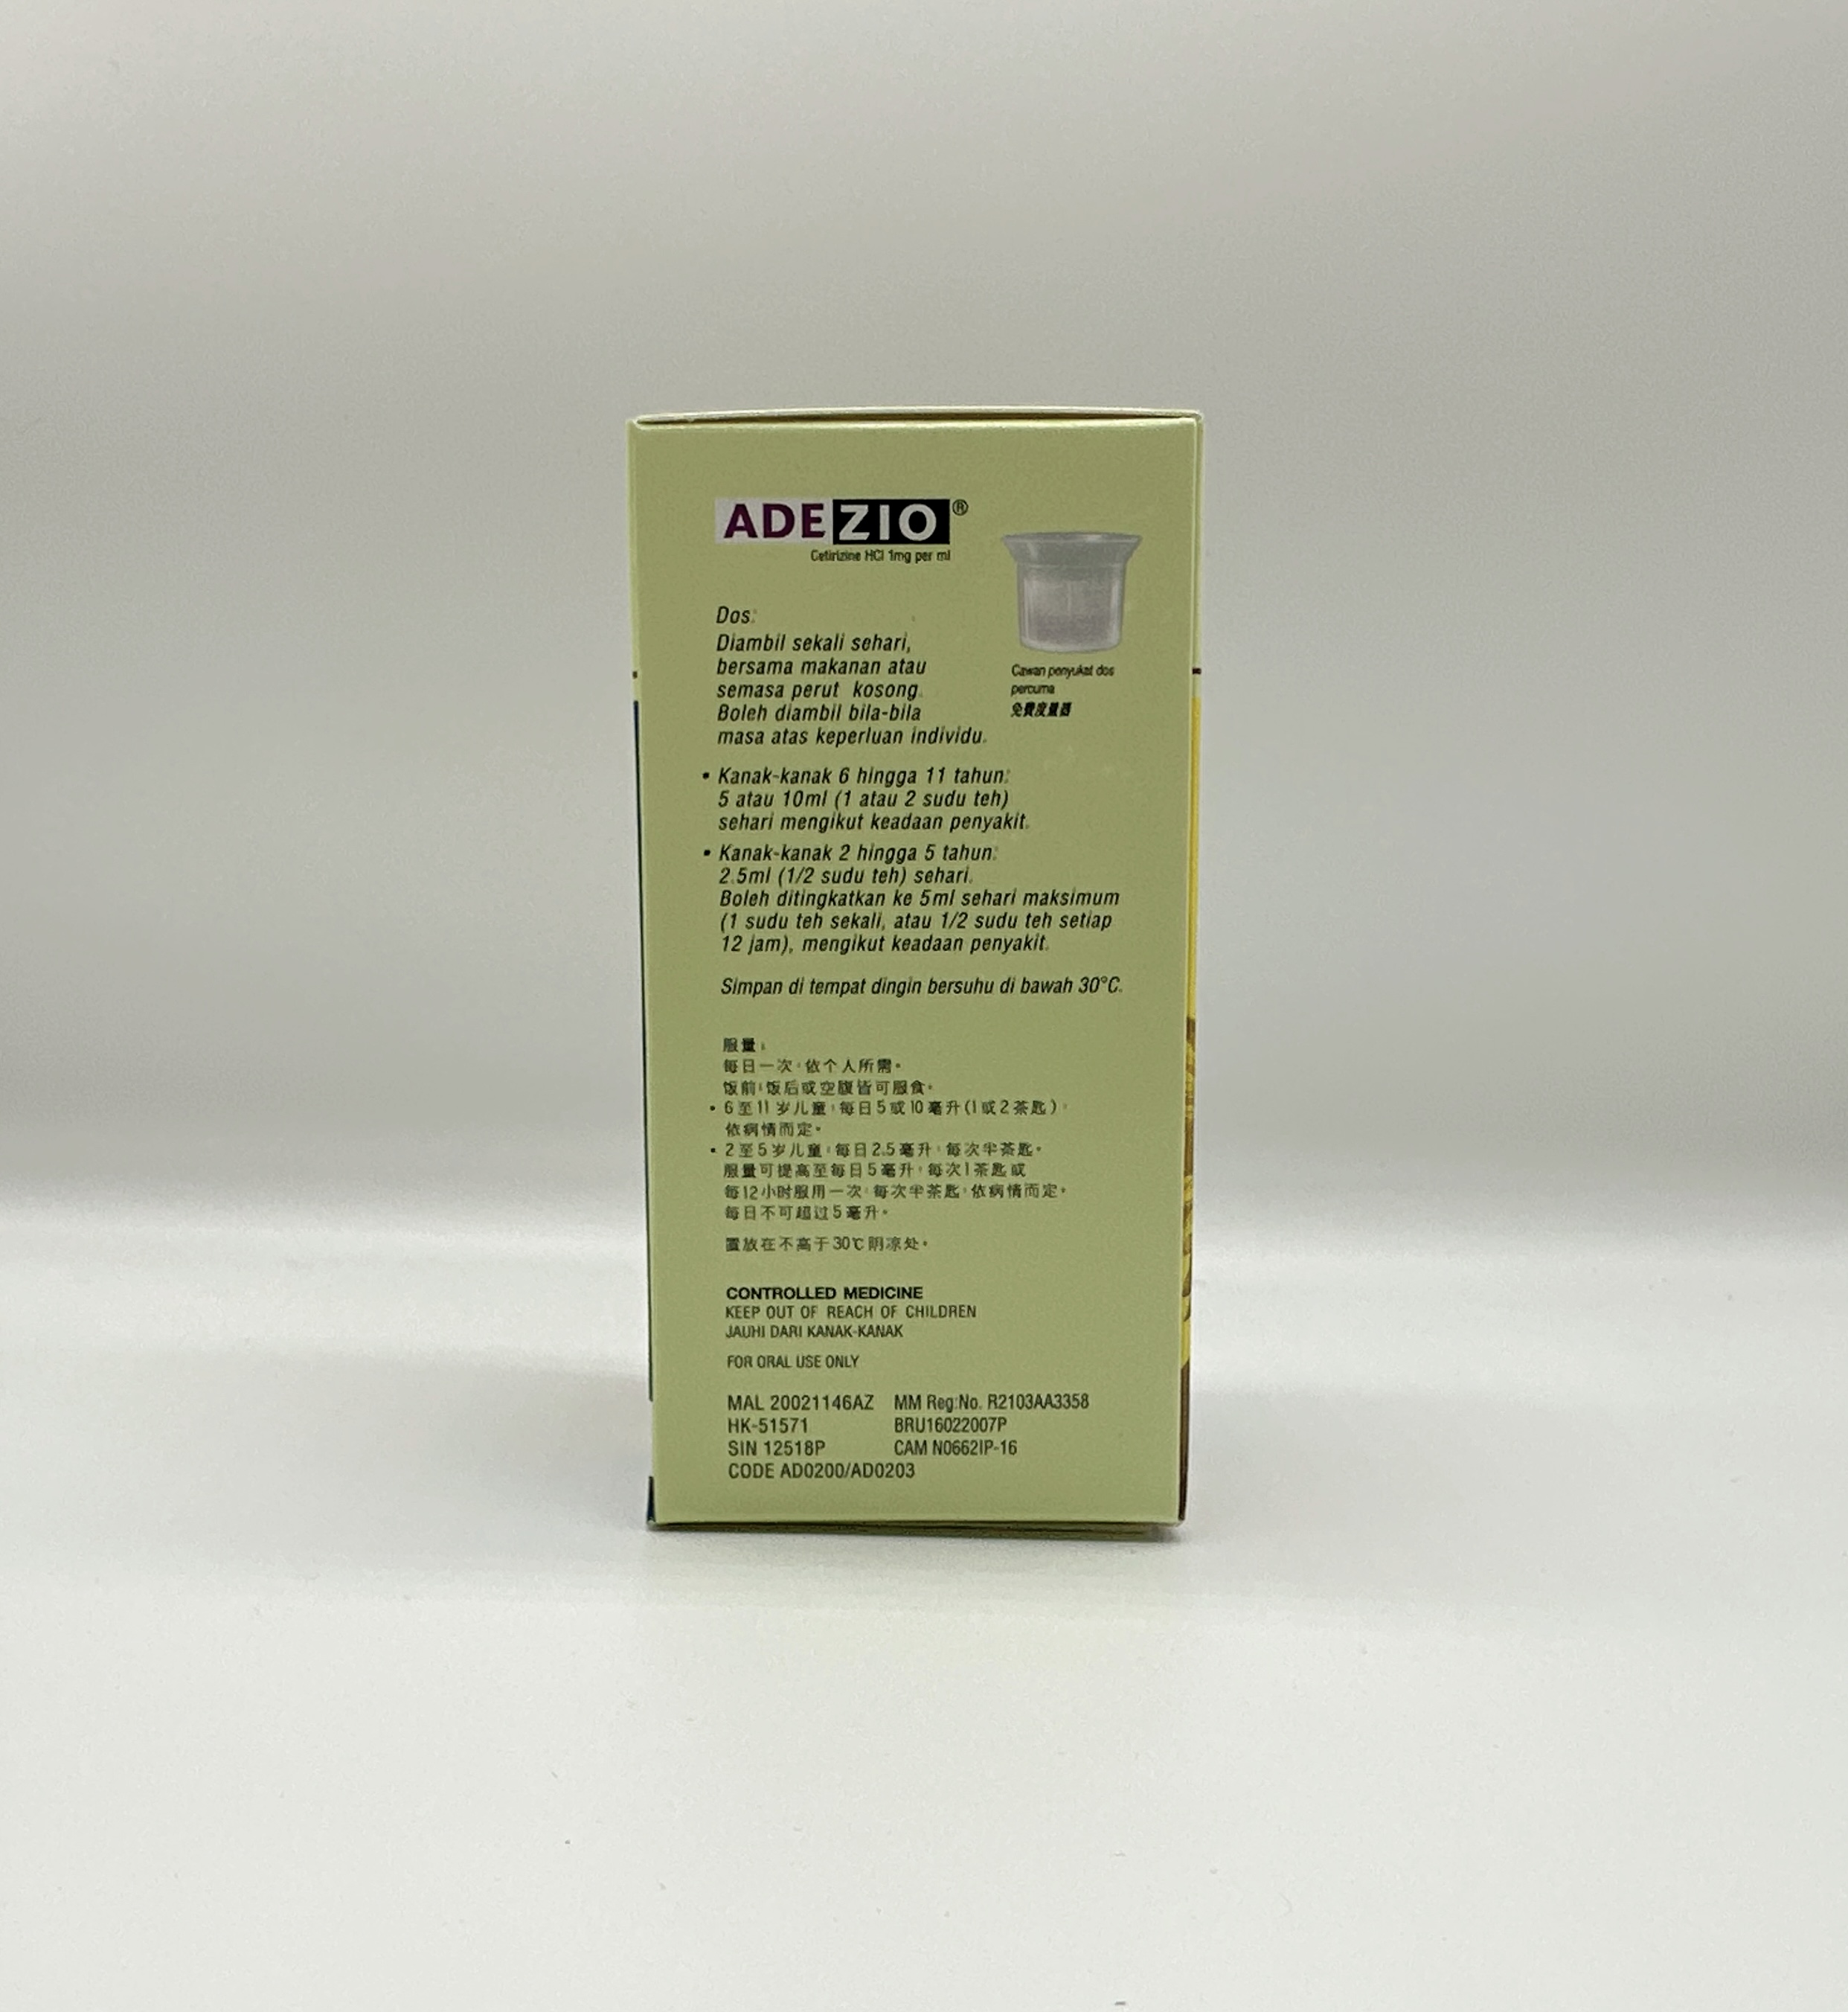 ADEZIO®
Cetirizine HCl 1mg per ml
Dos:
Diambil sekali sehari,
bersama makanan atau
semasa perut kosong.
Boleh diambil bila-bila
masa atas keperluan individu.
Cawan penyukat dos
percuma
免費度量器
• Kanak-kanak 6 hingga 11 tahun:
5 atau 10ml (1 atau 2 sudu teh)
sehari mengikut keadaan penyakit.
• Kanak-kanak 2 hingga 5 tahun:
2.5ml (1/2 sudu teh) sehari.
Boleh ditingkatkan ke 5ml sehari maksimum
(1 sudu teh sekali, atau 1/2 sudu teh setiap
12 jam), mengikut keadaan penyakit.
Simpan di tempat dingin bersuhu di bawah 30°C.
服量：
每日一次，依个人所需。
饭前，饭后或空腹皆可服食。
• 6至11岁儿童：每日5或10毫升(1或2茶匙)，
依病情而定。
• 2至5岁儿童：每日2.5毫升，每次半茶匙。
服量可提高至每日5毫升，每次1茶匙或
每12小时服用一次，每次半茶匙，依病情而定。
每日不可超过5毫升。
置放在不高于30℃阴凉处。
CONTROLLED MEDICINE
KEEP OUT OF REACH OF CHILDREN
JAUHI DARI KANAK-KANAK
FOR ORAL USE ONLY
MAL 20021146AZ MM Reg:No. R2103AA3358
HK-51571 BRU16022007P
SIN 12518P CAM N0662IP-16
CODE AD0200/AD0203